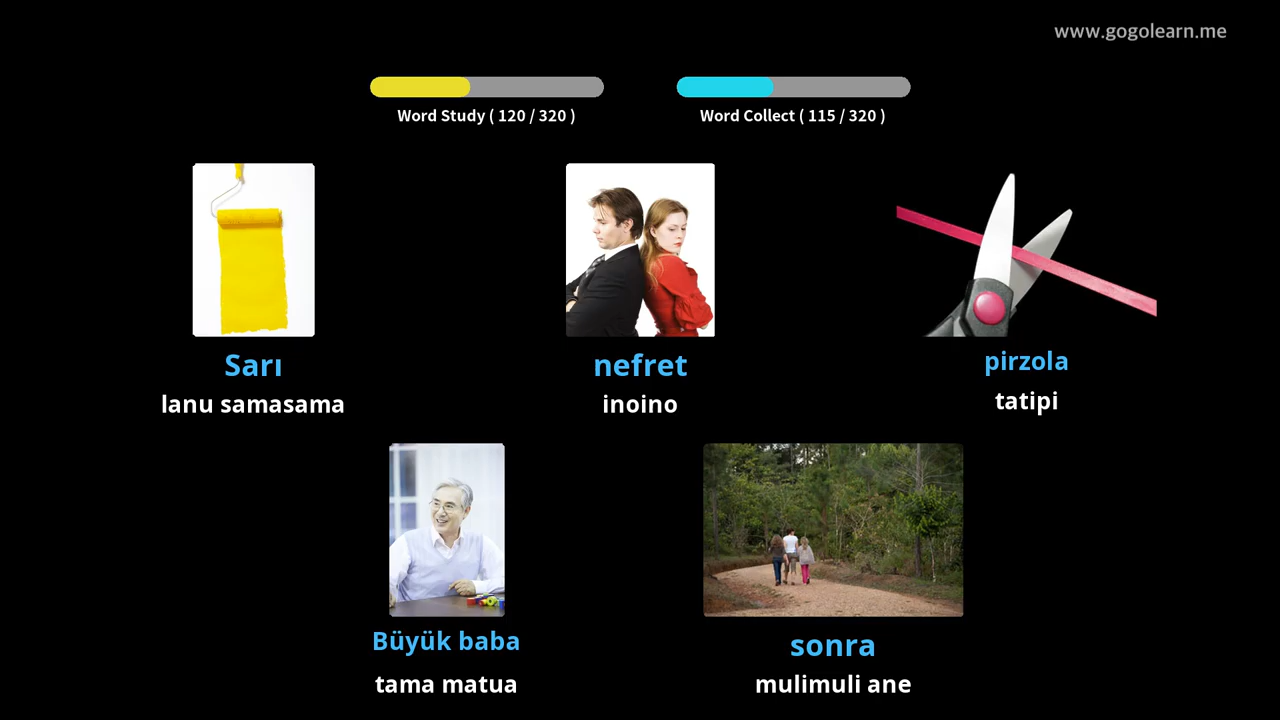 www.gogolearn.me
Word Study ( 120 / 320 )
Word Collect ( 115 / 320 )
Sarı
lanu samasama
nefret
inoino
pirzola
tatipi
Büyük baba
tama matua
sonra
mulimuli ane